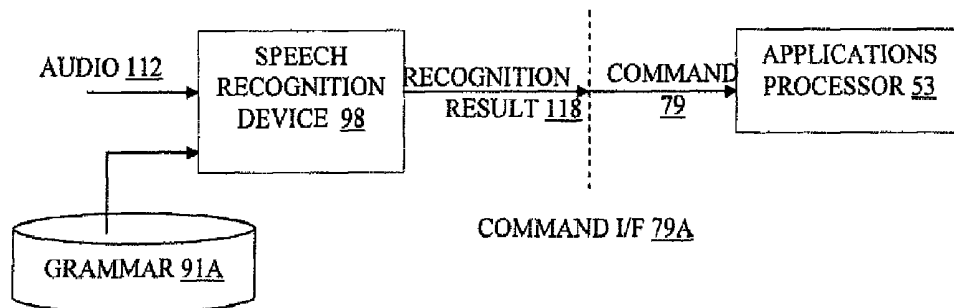 AUDIO 112
SPEECH
RECOGNITION
DEVICE 98
RECOGNITION
RESULT 118
COMMAND
79
APPLICATIONS
PROCESSOR 53
COMMAND I/F 79A
GRAMMAR 91A